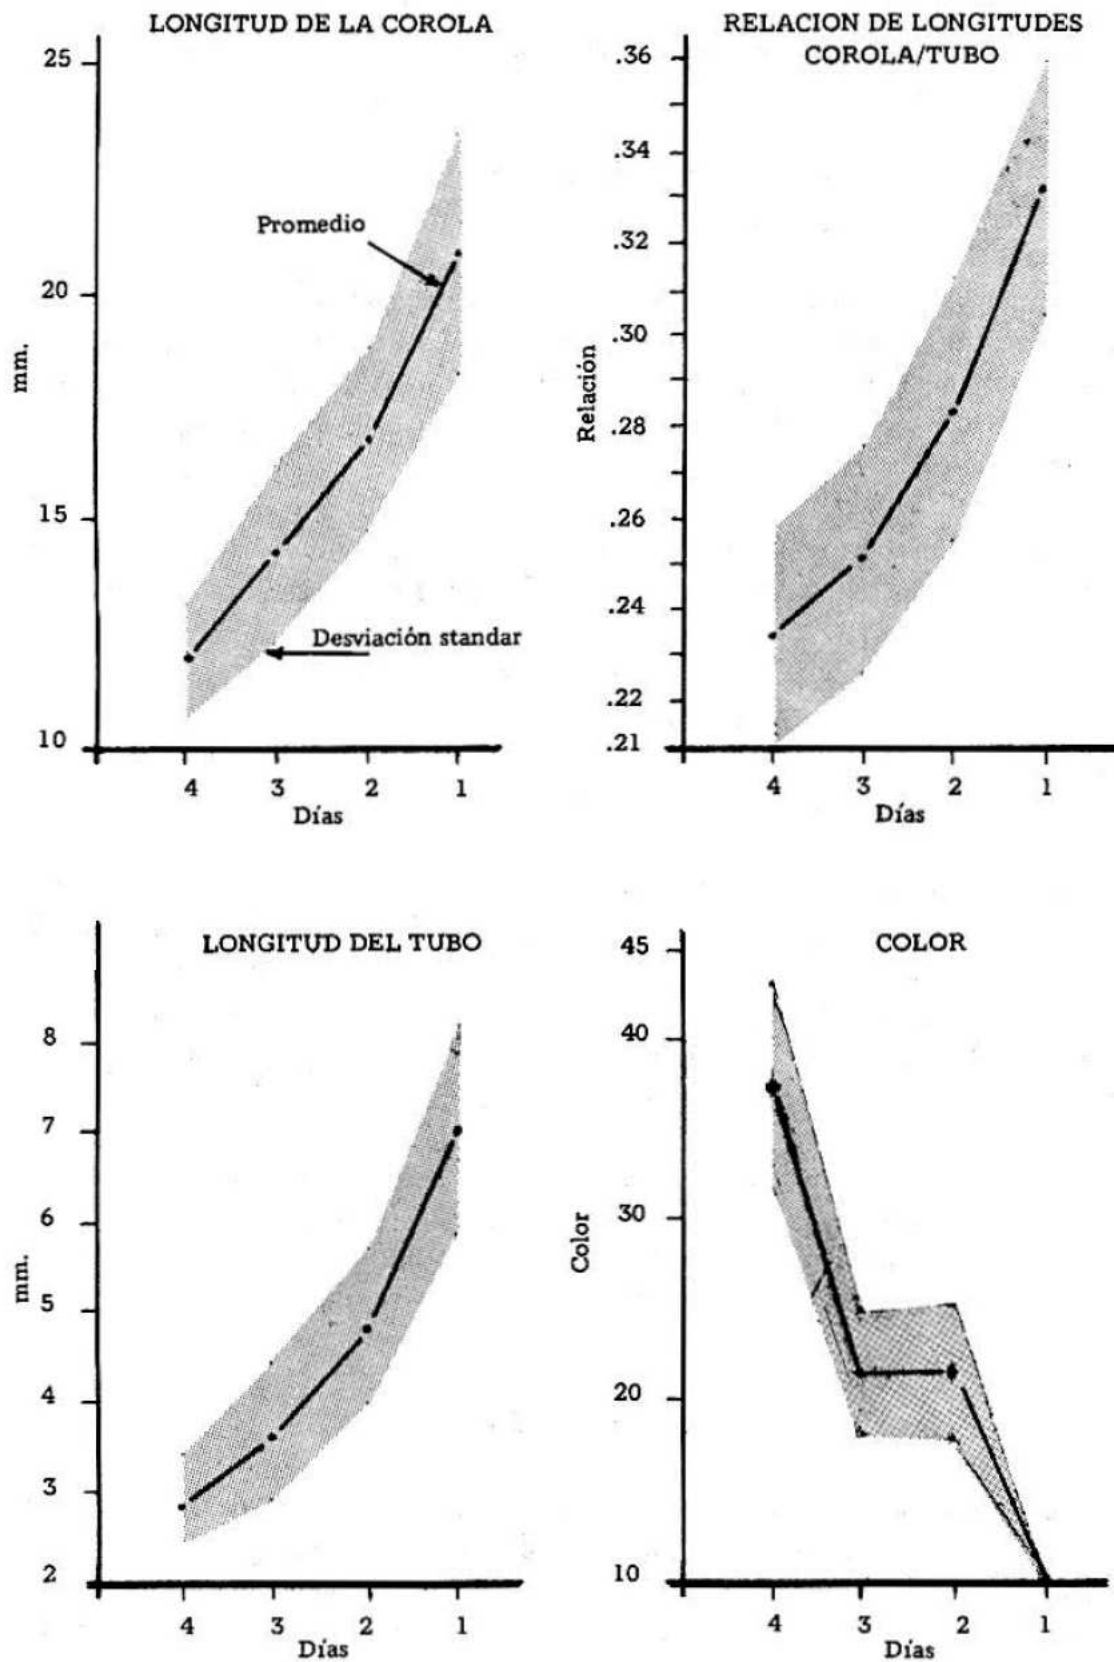 LONGITUD DE LA COROLA
25
20
15
10
mm.
Promedio
Desviación standar
4 3 2 1
Días
RELACION DE LONGITUDES
COROLA/TUBO
.36
.34
.32
.30
.28
.26
.24
.22
.21
Relación
4 3 2 1
Días
LONGITUD DEL TUBO
8
7
6
5
4
3
2
mm.
4 3 2 1
Días
COLOR
45
40
30
20
10
Color
4 3 2 1
Días